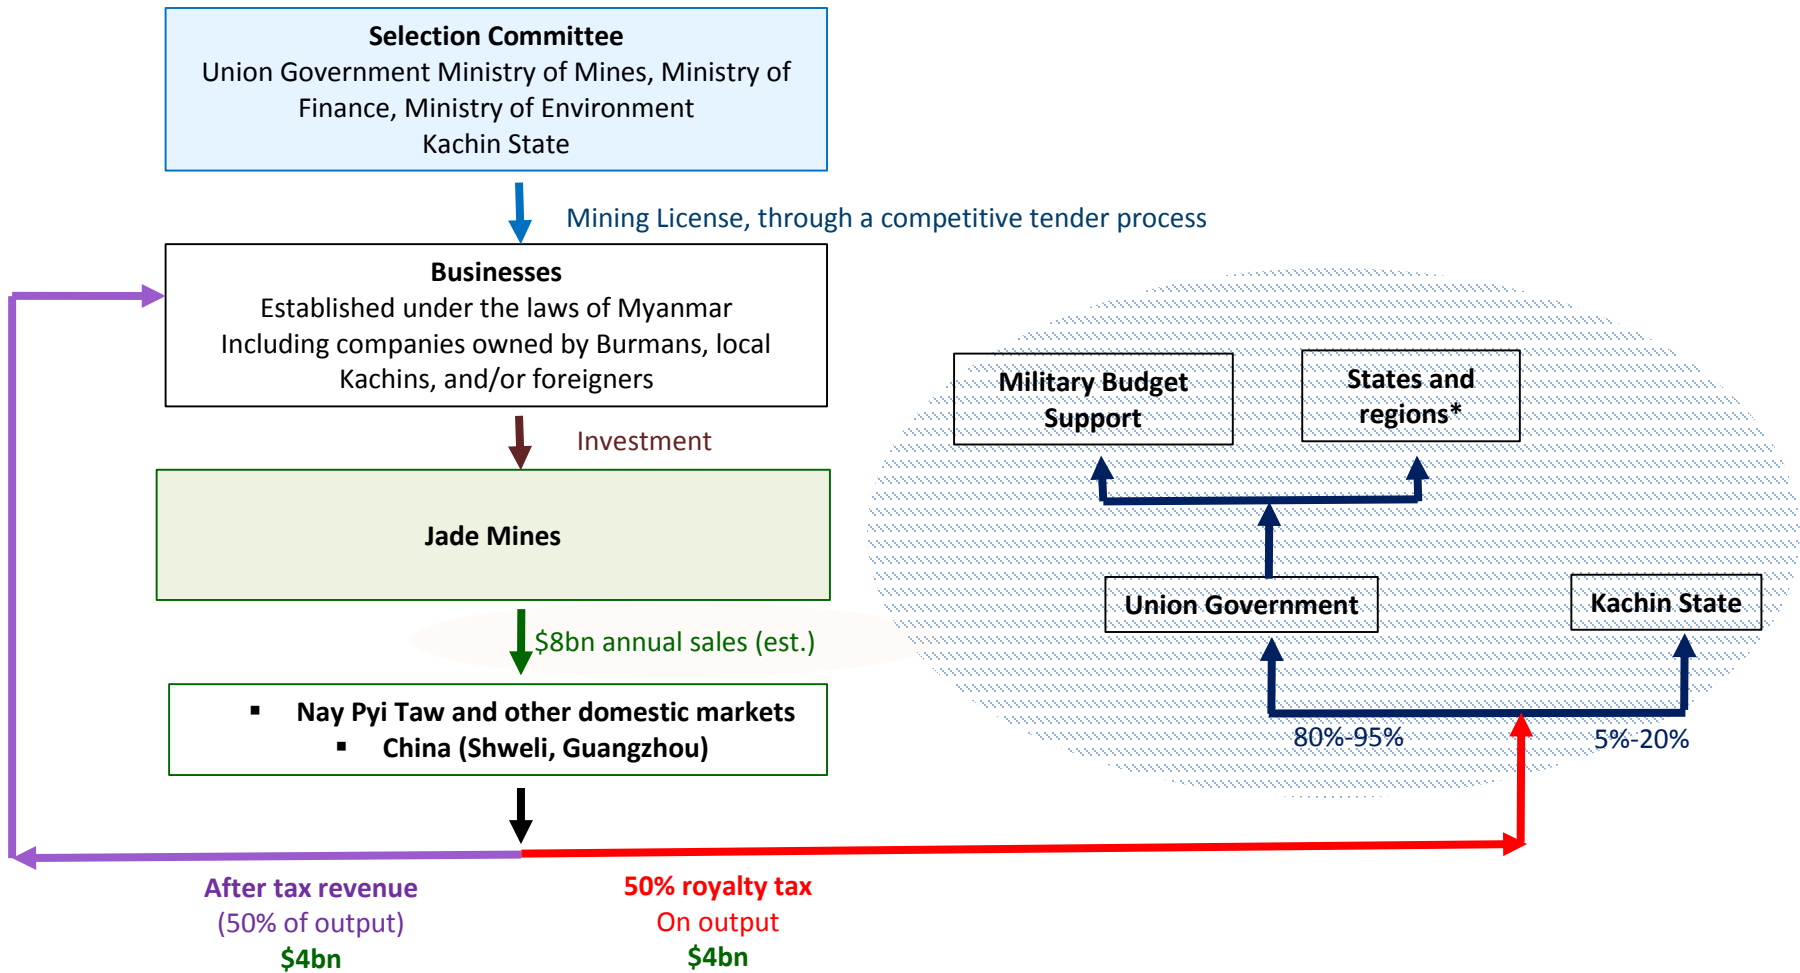 Selection Committee
Union Government Ministry of Mines, Ministry of
Finance, Ministry of Environment
Kachin State
Mining License, through a competitive tender process
Businesses
Established under the laws of Myanmar
Including companies owned by Burmans, local
Kachins, and/or foreigners
Investment
Jade Mines
$8bn annual sales (est.)
▪ Nay Pyi Taw and other domestic markets
▪ China (Shweli, Guangzhou)
After tax revenue
(50% of output)
$4bn
50% royalty tax
On output
$4bn
Military Budget
Support
States and
regions*
Union Government
Kachin State
80%-95%
5%-20%